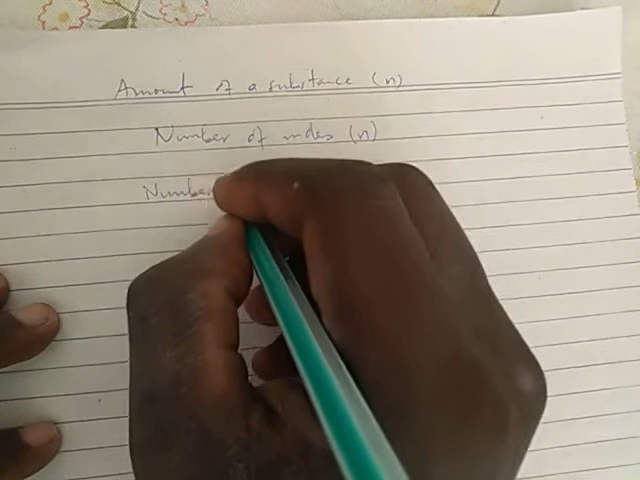 Amount of a substance (n)
Number of moles (n)
Number